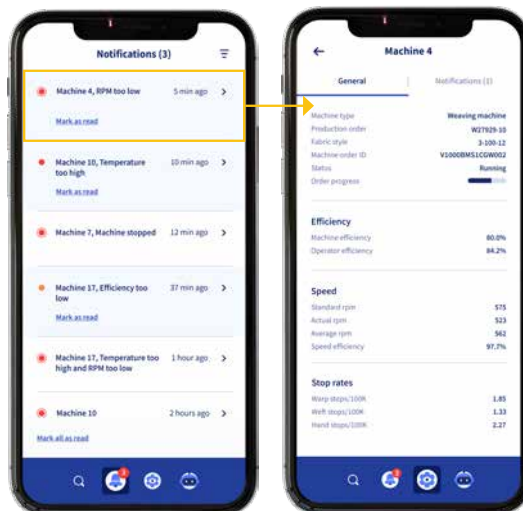 Notifications (3)
Machine 4, RPM too low 5 min ago
Mark as read
Machine 10, Temperature 10 min ago
too high
Mark as read
Machine 7, Machine stopped 12 min ago
Machine 17, Efficiency too 37 min ago
low
Mark as read
Machine 17, Temperature too 1 hour ago
high and RPM too low
Machine 10 2 hours ago
Mark all as read
3
Machine 4
General Notifications (1)
Machine type Weaving machine
Production order W27929-10
Fabric style 3-100-12
Machine order ID V1000BMS1CGW002
Status Running
Order progress
Efficiency
Machine efficiency 80.0%
Operator efficiency 84.2%
Speed
Standard rpm 575
Actual rpm 523
Average rpm 562
Speed efficiency 97.7%
Stop rates
Warp stops/100K 1.85
Weft stops/100K 1.33
Hand stops/100K 2.27
3